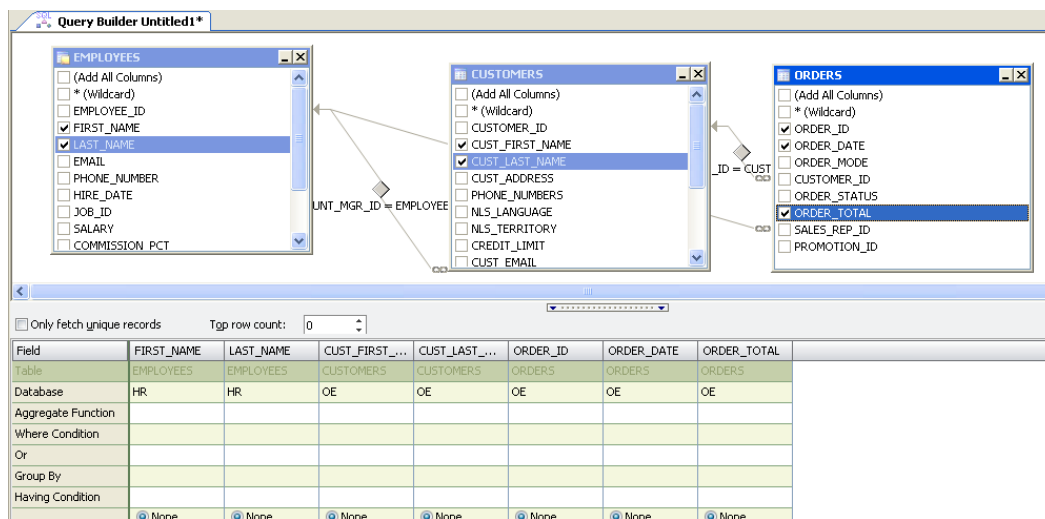 SQL Query Builder Untitled1*
EMPLOYEES
(Add All Columns)
* (Wildcard)
EMPLOYEE_ID
FIRST_NAME
LAST_NAME
EMAIL
PHONE_NUMBER
HIRE_DATE
JOB_ID
SALARY
COMMISSION_PCT
UNT_MGR_ID = EMPLOYEE
CUSTOMERS
(Add All Columns)
* (Wildcard)
CUSTOMER_ID
CUST_FIRST_NAME
CUST_LAST_NAME
CUST_ADDRESS
PHONE_NUMBERS
NLS_LANGUAGE
NLS_TERRITORY
CREDIT_LIMIT
CUST_EMAIL
_ID = CUST
ORDERS
(Add All Columns)
* (Wildcard)
ORDER_ID
ORDER_DATE
ORDER_MODE
CUSTOMER_ID
ORDER_STATUS
ORDER_TOTAL
SALES_REP_ID
PROMOTION_ID
Only fetch unique records Top row count: 0
Field FIRST_NAME LAST_NAME CUST_FIRST_... CUST_LAST_... ORDER_ID ORDER_DATE ORDER_TOTAL
Table EMPLOYEES EMPLOYEES CUSTOMERS CUSTOMERS ORDERS ORDERS ORDERS
Database HR HR OE OE OE OE OE
Aggregate Function
Where Condition
Or
Group By
Having Condition
None None None None None None None